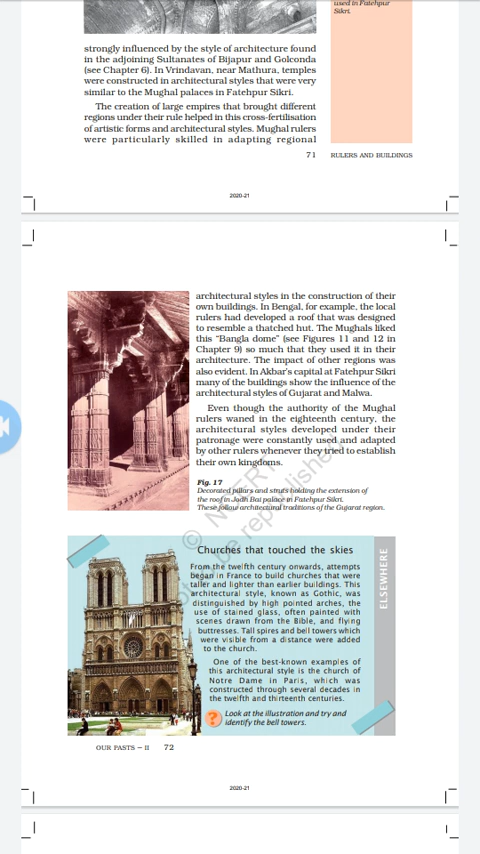 used in Fatehpur
Sikri.
strongly influenced by the style of architecture found
in the adjoining Sultanates of Bijapur and Golconda
(see Chapter 6). In Vrindavan, near Mathura, temples
were constructed in architectural styles that were very
similar to the Mughal palaces in Fatehpur Sikri.
The creation of large empires that brought different
regions under their rule helped in this cross-fertilisation
of artistic forms and architectural styles. Mughal rulers
were particularly skilled in adapting regional
71 RULERS AND BUILDINGS
2020-21
architectural styles in the construction of their
own buildings. In Bengal, for example, the local
rulers had developed a roof that was designed
to resemble a thatched hut. The Mughals liked
this “Bangla dome” (see Figures 11 and 12 in
Chapter 9) so much that they used it in their
architecture. The impact of other regions was
also evident. In Akbar’s capital at Fatehpur Sikri
many of the buildings show the influence of the
architectural styles of Gujarat and Malwa.
Even though the authority of the Mughal
rulers waned in the eighteenth century, the
architectural styles developed under their
patronage were constantly used and adapted
by other rulers whenever they tried to establish
their own kingdoms.
Fig. 17
Decorated pillars and struts holding the extension of
the roof in Jodh Bai palace in Fatehpur Sikri.
These follow architectural traditions of the Gujarat region.
Churches that touched the skies
From the twelfth century onwards, attempts
began in France to build churches that were
taller and lighter than earlier buildings. This
architectural style, known as Gothic, was
distinguished by high pointed arches, the
use of stained glass, often painted with
scenes drawn from the Bible, and flying
buttresses. Tall spires and bell towers which
were visible from a distance were added
to the church.
One of the best-known examples of
this architectural style is the church of
Notre Dame in Paris, which was
constructed through several decades in
the twelfth and thirteenth centuries.
? Look at the illustration and try and
identify the bell towers.
ELSEWHERE
OUR PASTS – II 72
2020-21